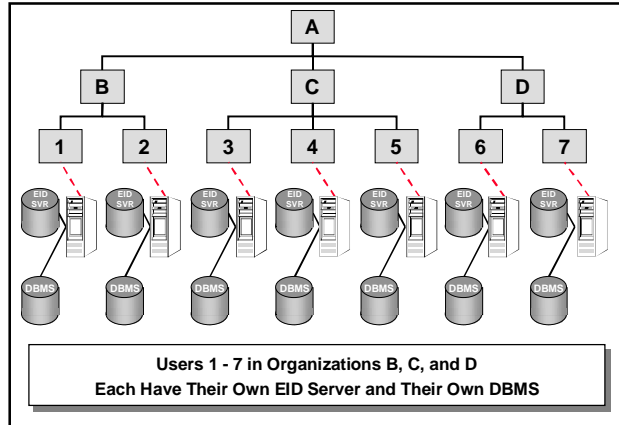 A
B C D
1 2 3 4 5 6 7
EID EID EID EID EID EID EID
SVR SVR SVR SVR SVR SVR SVR
DBMS DBMS DBMS DBMS DBMS DBMS DBMS
Users 1 - 7 in Organizations B, C, and D
Each Have Their Own EID Server and Their Own DBMS